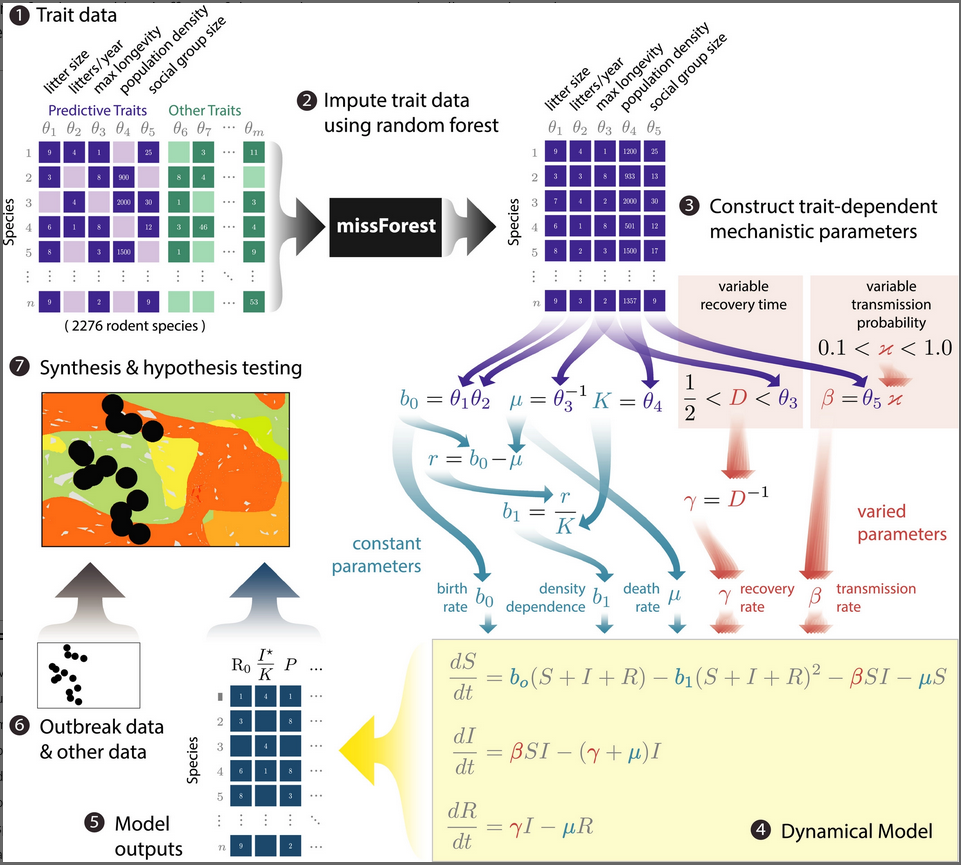 1 Trait data
litter size
litters/year
max longevity
population density
social group size
Predictive Traits Other Traits
θ₁ θ₂ θ₃ θ₄ θ₅ θ₆ θ₇ ⋯ θₘ
Species
1 9 4 1 25 3 ⋯ 11
2 3 8 900 8 4 ⋯
3 4 2000 30 1 ⋯ 3
4 6 1 8 12 3 46 ⋯ 4
5 8 3 1500 1 ⋯ 9
⋮ ⋮ ⋮ ⋮ ⋮ ⋮ ⋮ ⋮ ⋱ ⋮
n 9 2 9 ⋯ 53
( 2276 rodent species )
2 Impute trait data
using random forest
missForest
litter size
litters/year
max longevity
population density
social group size
θ₁ θ₂ θ₃ θ₄ θ₅
Species
1 9 4 1 1200 25
2 3 3 8 933 13
3 7 4 2 2000 30
4 6 1 8 501 12
5 8 2 3 1500 17
⋮ ⋮ ⋮ ⋮ ⋮ ⋮
n 9 3 2 1357 9
3 Construct trait-dependent
mechanistic parameters
variable
recovery time
variable
transmission
probability
0.1 < ϰ < 1.0
b₀ = θ₁θ₂ μ = θ₃⁻¹ K = θ₄ 1/2 < D < θ₃ β = θ₅ ϰ
r = b₀ − μ
b₁ = r/K
γ = D⁻¹
constant
parameters
varied
parameters
birth
rate b₀
density
dependence b₁
death
rate μ
γ recovery
rate
β transmission
rate
dS/dt = bₒ(S + I + R) − b₁(S + I + R)² − βSI − μS
dI/dt = βSI − (γ + μ)I
dR/dt = γI − μR
4 Dynamical Model
R₀ I⋆/K P ...
Species
1 4 1 ⋯
2 3 8 ⋯
3 4 ⋯
4 6 1 8 ⋯
5 8 3 ⋯
⋮ ⋮ ⋮ ⋮ ⋱
n 9 2 ⋯
5 Model
outputs
6 Outbreak data
& other data
7 Synthesis & hypothesis testing